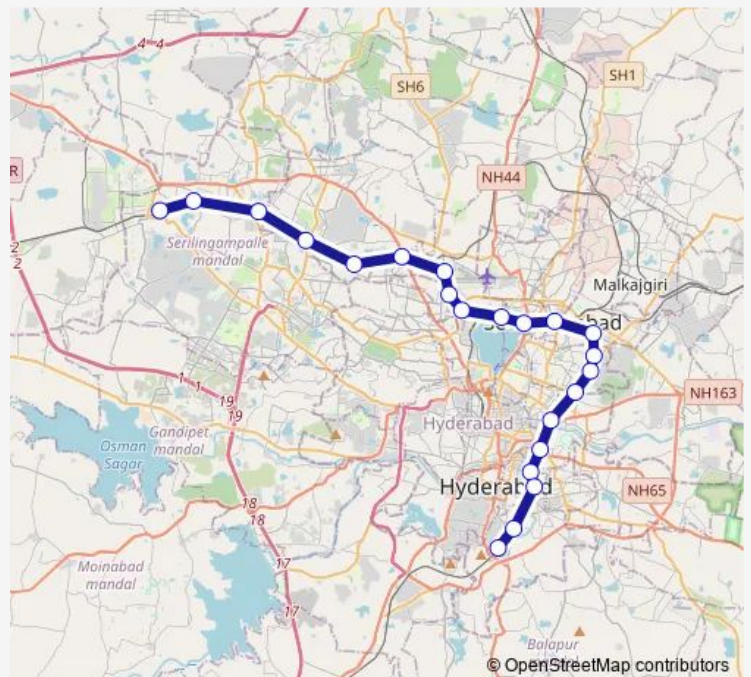 4 4
SH6
SH1
R
NH44
2
2
Serilingampalle
mandal
Malkajgiri
bad
1 1
19
19
NH163
Hyderabad
Gandipet
mandal
Osman
Sagar
Hyderabad
NH65
18
18
17
17
Moinabad
mandal
Balapur
© OpenStreetMap contributors